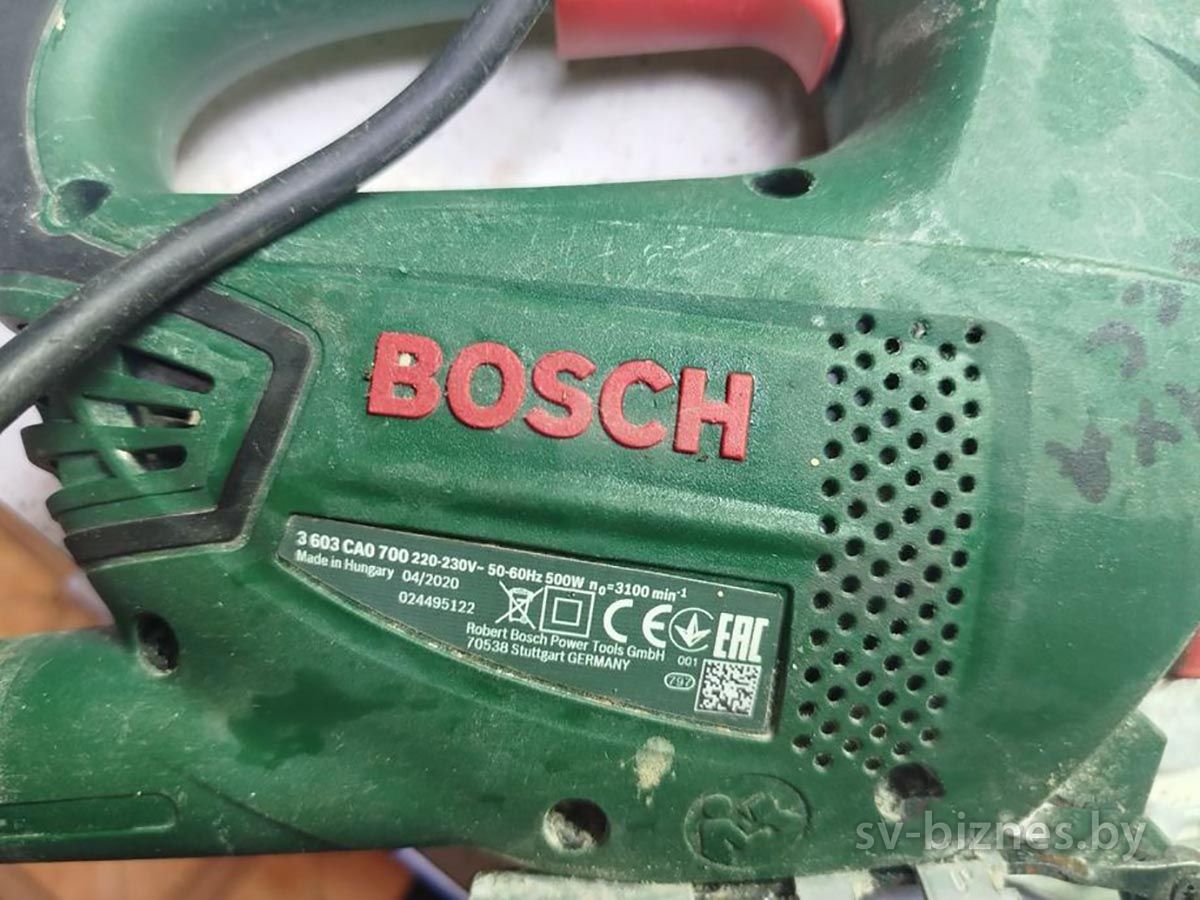 BOSCH
3 603 CA0 700 220-230V~ 50-60Hz 500W n₀=3100 min⁻¹
Made in Hungary 04/2020
024495122
CE
EAC
Robert Bosch Power Tools GmbH
70538 Stuttgart GERMANY
001
797
sv-biznes.by